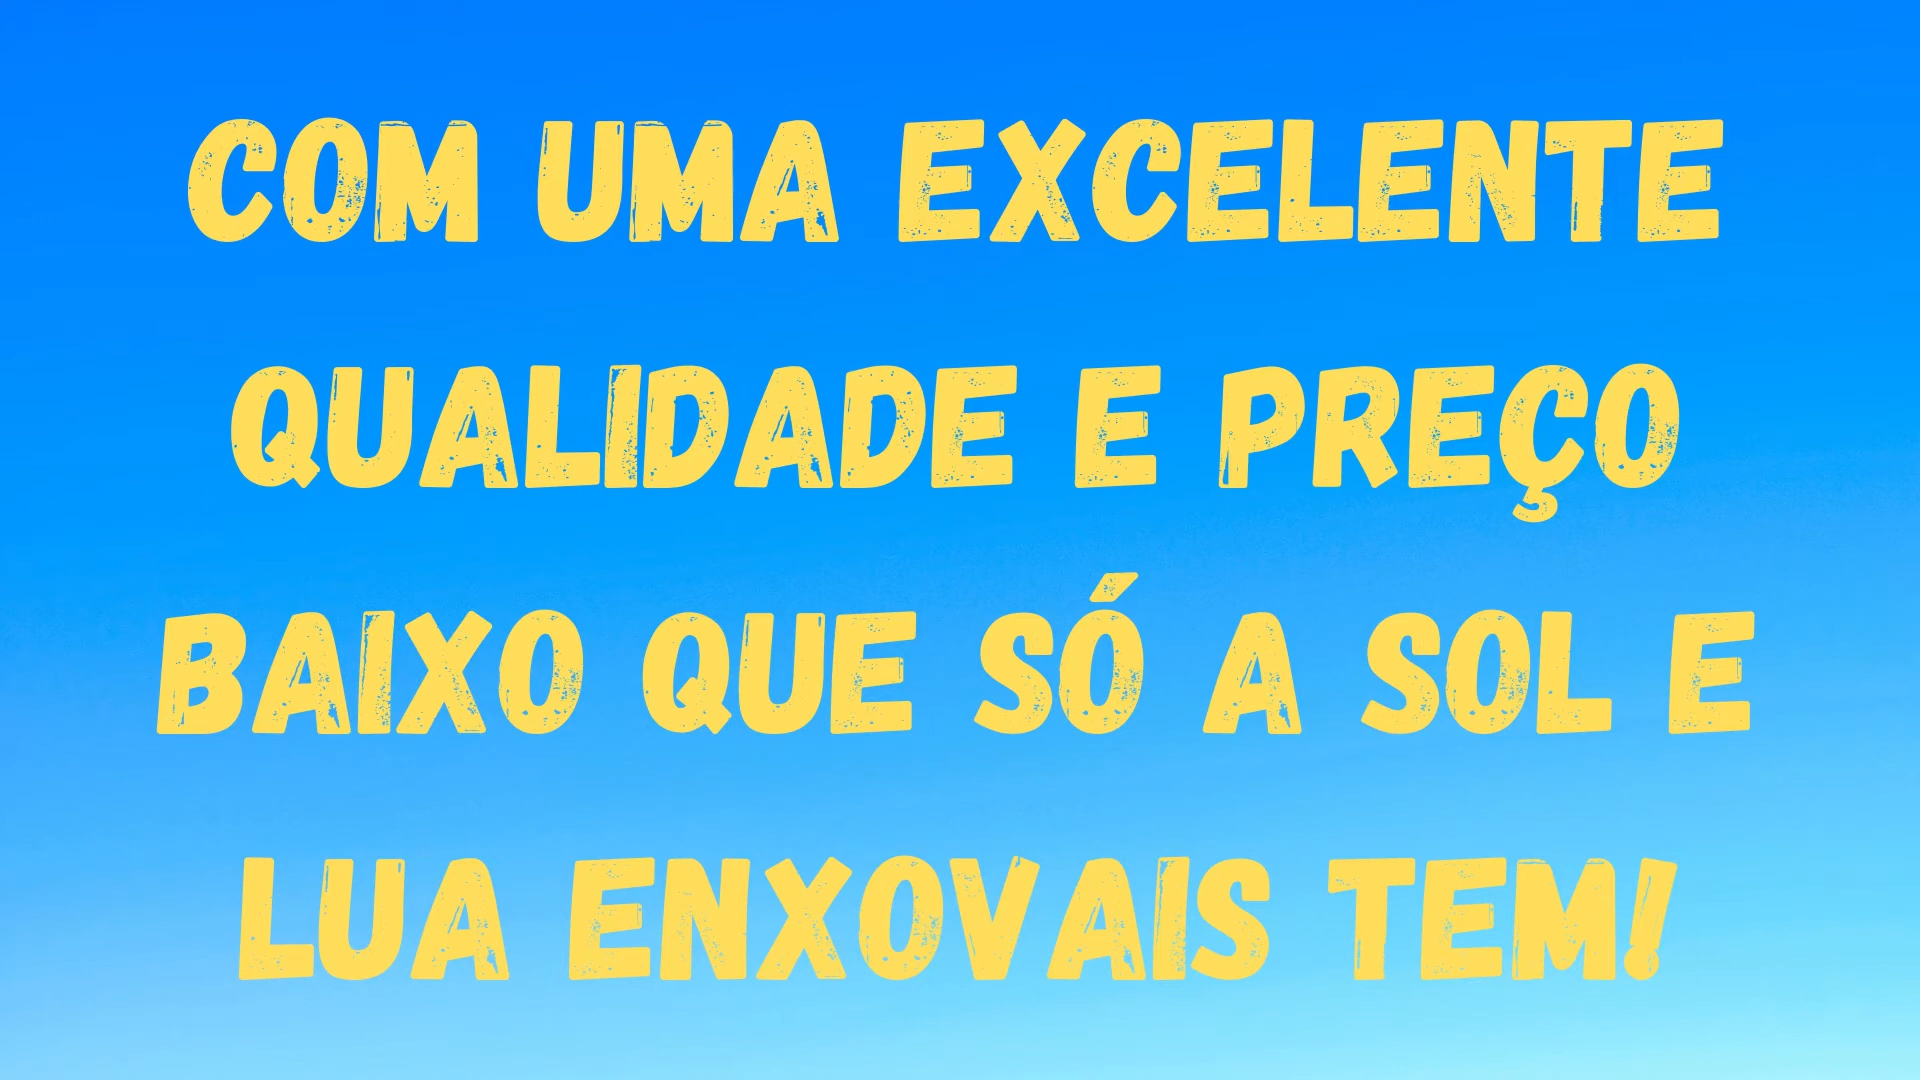 COM UMA EXCELENTE
QUALIDADE E PREÇO
BAIXO QUE SÓ A SOL E
LUA ENXOVAIS TEM!